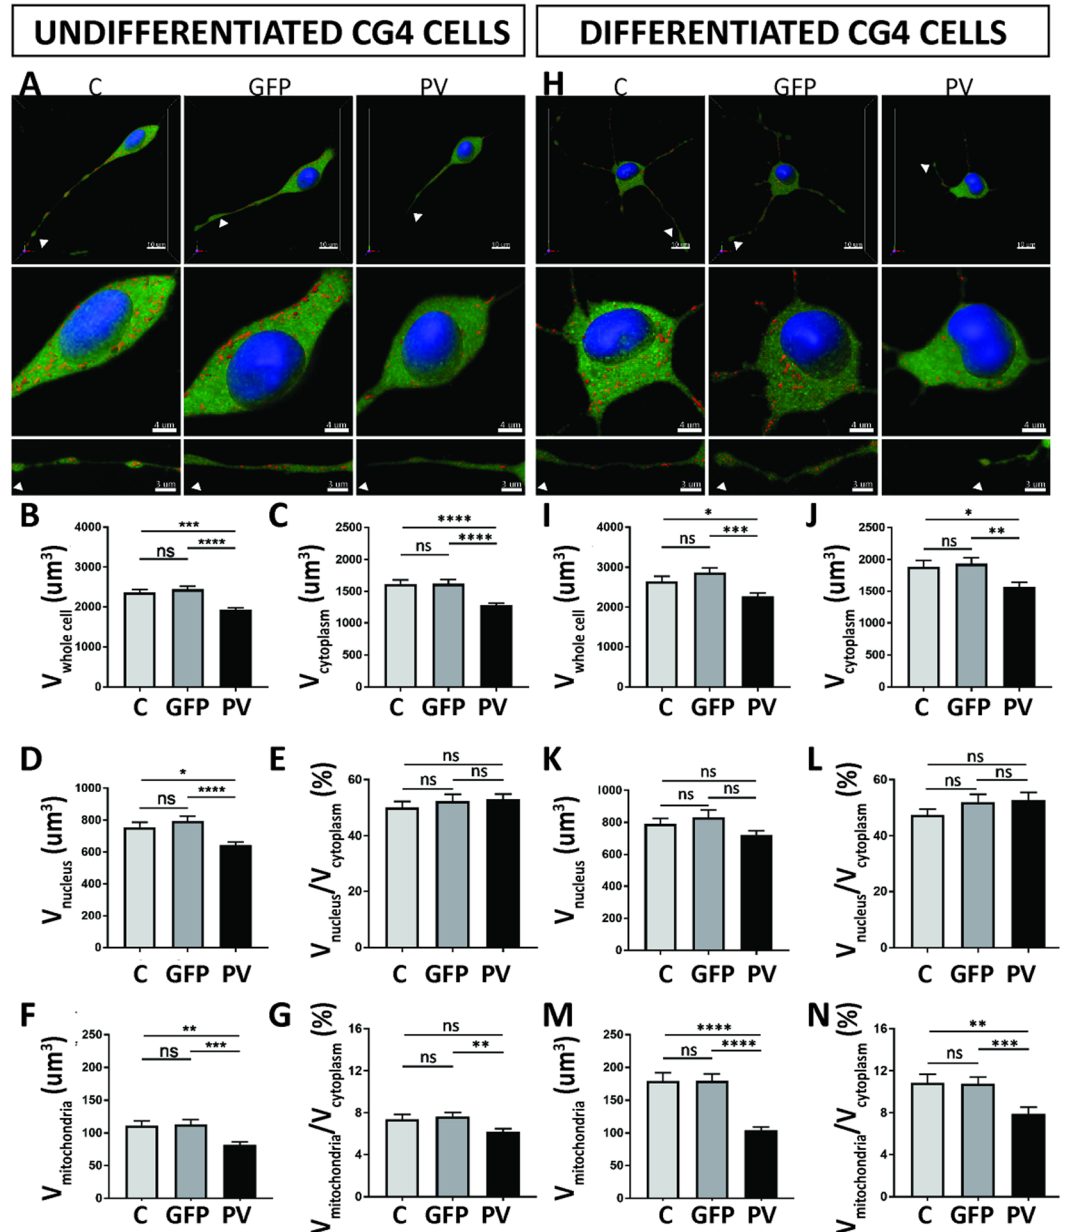 UNDIFFERENTIATED CG4 CELLS
DIFFERENTIATED CG4 CELLS
A C GFP PV
H C GFP PV
10 um 10 um 10 um 10 um 10 um 10 um
4 um 4 um 4 um 4 um 4 um 4 um
3 um 3 um 3 um 3 um 3 um 3 um
B
V whole cell (um³)
4000
3000
2000
1000
0
***
ns ****
C GFP PV
C
V cytoplasm (um³)
2500
2000
1500
1000
500
0
****
ns ****
C GFP PV
I
V whole cell (um³)
4000
3000
2000
1000
0
*
ns ***
C GFP PV
J
V cytoplasm (um³)
2500
2000
1500
1000
500
0
*
ns **
C GFP PV
D
V nucleus (um³)
1000
800
600
400
200
0
*
ns ****
C GFP PV
E
V nucleus/V cytoplasm (%)
60
40
20
0
ns
ns ns
C GFP PV
K
V nucleus (um³)
1000
800
600
400
200
0
ns
ns ns
C GFP PV
L
V nucleus/V cytoplasm (%)
60
40
20
0
ns
ns ns
C GFP PV
F
V mitochondria (um³)
250
200
150
100
50
0
**
ns ***
C GFP PV
G
V mitochondria/V cytoplasm (%)
16
12
8
4
0
ns
ns **
C GFP PV
M
V mitochondria (um³)
250
200
150
100
50
0
****
ns ****
C GFP PV
N
V mitochondria/V cytoplasm (%)
16
12
8
4
0
**
ns ***
C GFP PV